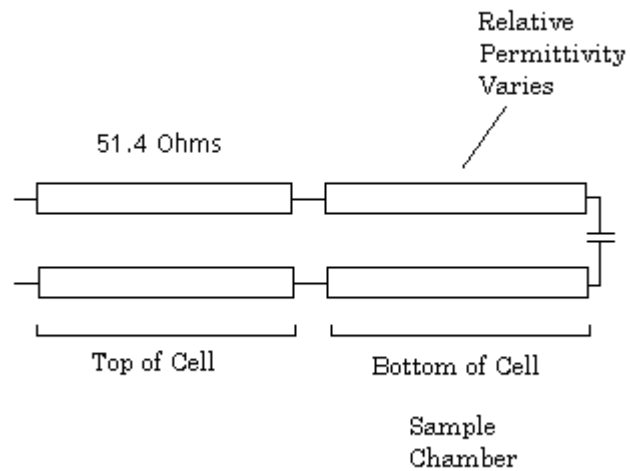 Relative
Permittivity
Varies
51.4 Ohms
Top of Cell
Bottom of Cell
Sample
Chamber